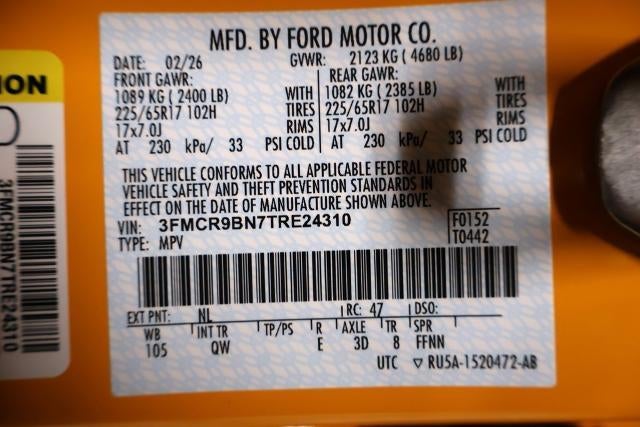 MFD. BY FORD MOTOR CO.
DATE: 02/26 GVWR: 2123 KG ( 4680 LB)
FRONT GAWR: REAR GAWR:
1089 KG ( 2400 LB) WITH 1082 KG ( 2385 LB) WITH
225/65R17 102H TIRES 225/65R17 102H TIRES
17x7.0J RIMS 17x7.0J RIMS
AT 230 kPa/ 33 PSI COLD AT 230 kPa/ 33 PSI COLD
THIS VEHICLE CONFORMS TO ALL APPLICABLE FEDERAL MOTOR
VEHICLE SAFETY AND THEFT PREVENTION STANDARDS IN
EFFECT ON THE DATE OF MANUFACTURE SHOWN ABOVE.
VIN: 3FMCR9BN7TRE24310 F0152
TYPE: MPV T0442
EXT PNT: NL RC: 47 DSO:
WB INT TR TP/PS R AXLE TR SPR
105 QW E 3D 8 FFNN
UTC ▽ RU5A-1520472-AB
ION
3FMCR9BN7TRE24310